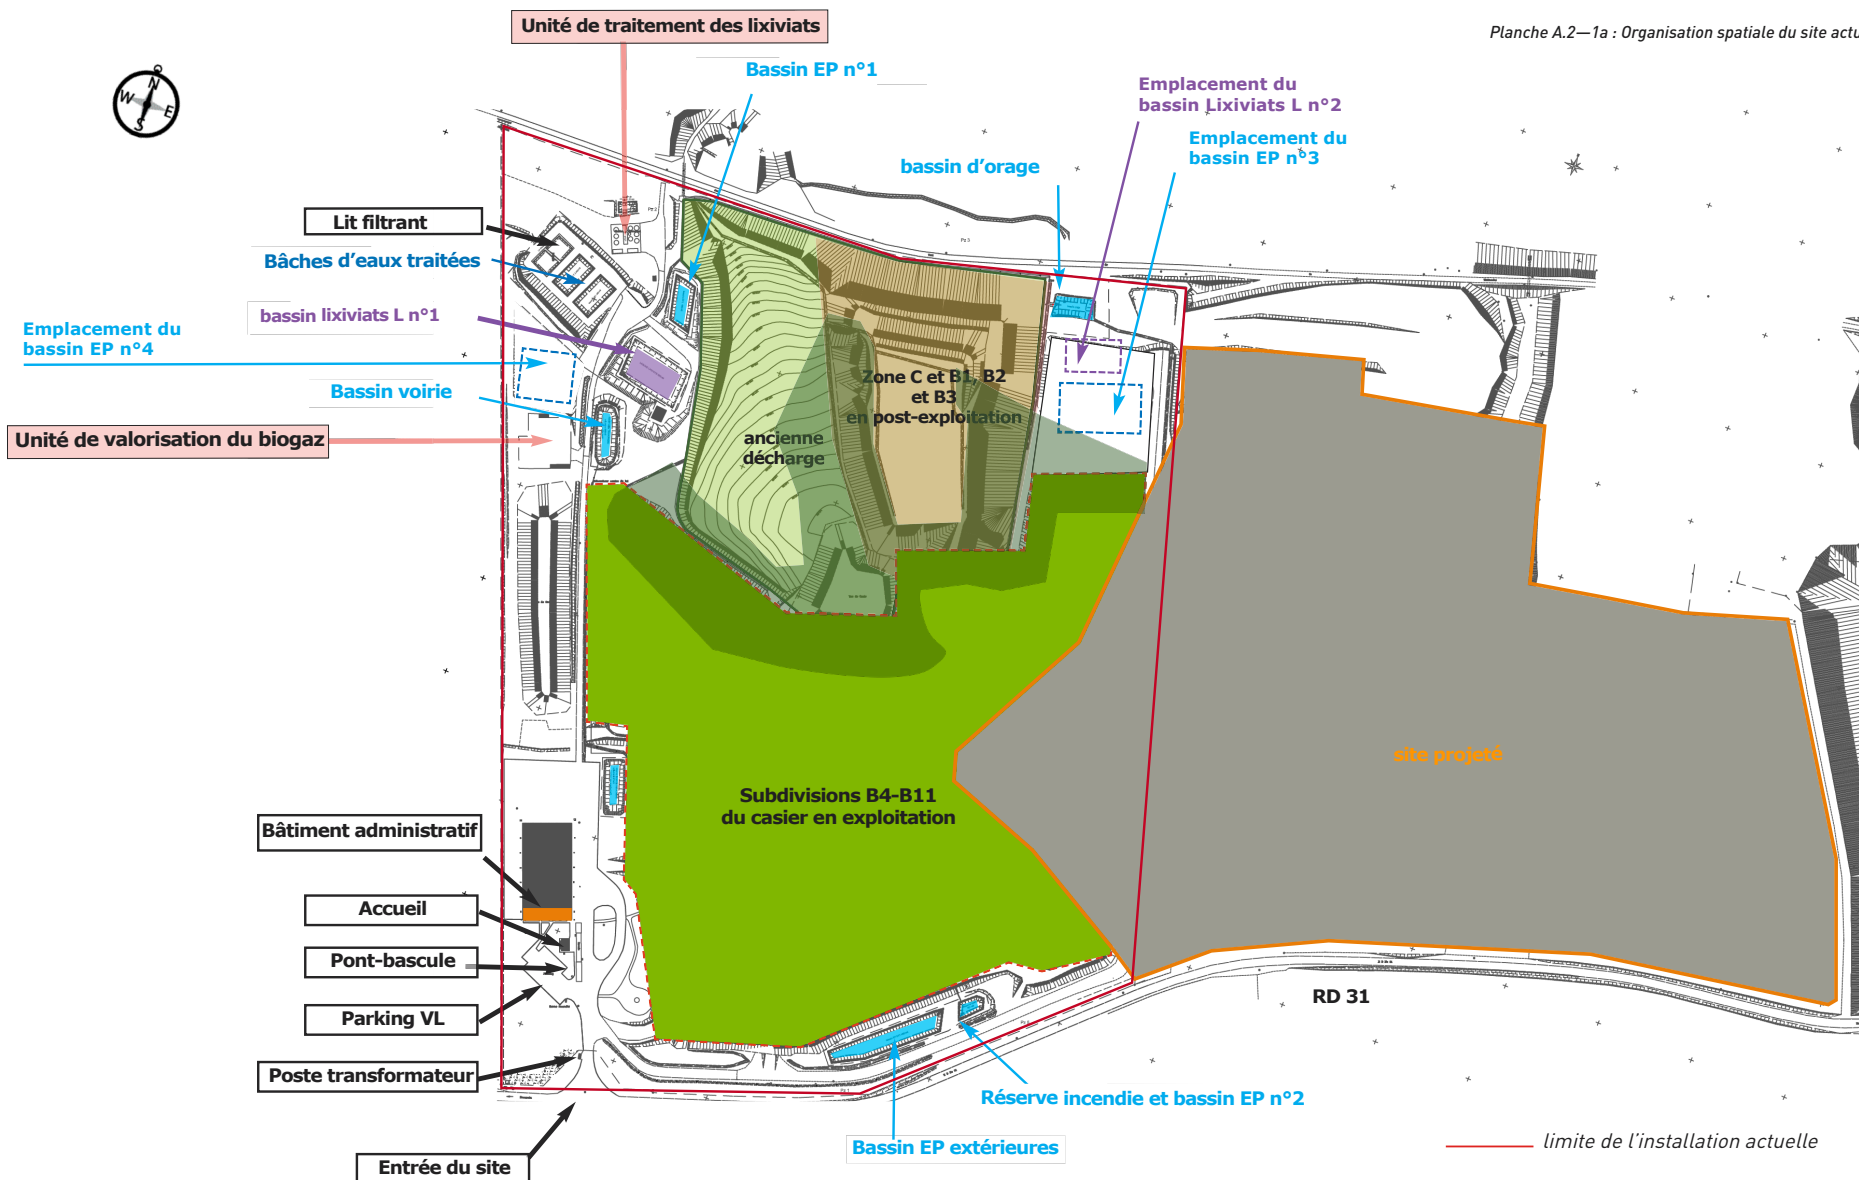 Unité de traitement des lixiviats
Planche A.2—1a : Organisation spatiale du site actu
Bassin EP n°1
Emplacement du
bassin Lixiviats L n°2
Emplacement du
bassin EP n°3
bassin d'orage
N
W
E
S
Lit filtrant
Bâches d'eaux traitées
bassin lixiviats L n°1
Emplacement du
bassin EP n°4
Bassin voirie
Unité de valorisation du biogaz
Zone C et B1, B2
et B3
en post-exploitation
ancienne
décharge
site projeté
Subdivisions B4-B11
du casier en exploitation
Bâtiment administratif
Accueil
Pont-bascule
Parking VL
Poste transformateur
Entrée du site
RD 31
Réserve incendie et bassin EP n°2
Bassin EP extérieures
limite de l'installation actuelle